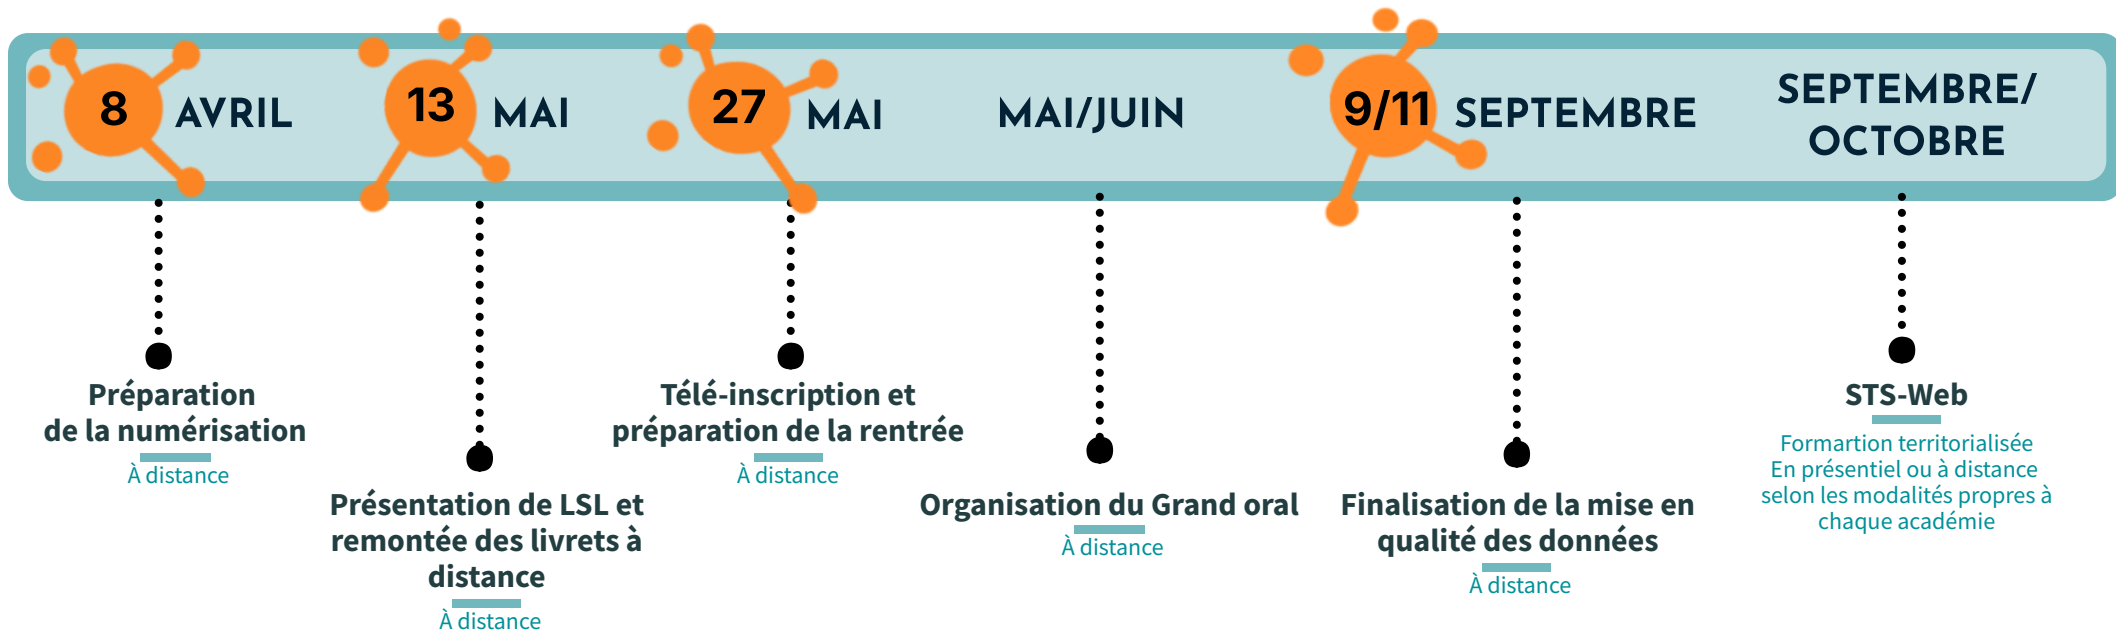 8 AVRIL
13 MAI
27 MAI
MAI/JUIN
9/11 SEPTEMBRE
SEPTEMBRE/
OCTOBRE
Préparation
de la numérisation
À distance
Présentation de LSL et
remontée des livrets à
distance
À distance
Télé-inscription et
préparation de la rentrée
À distance
Organisation du Grand oral
À distance
Finalisation de la mise en
qualité des données
À distance
STS-Web
Formartion territorialisée
En présentiel ou à distance
selon les modalités propres à
chaque académie